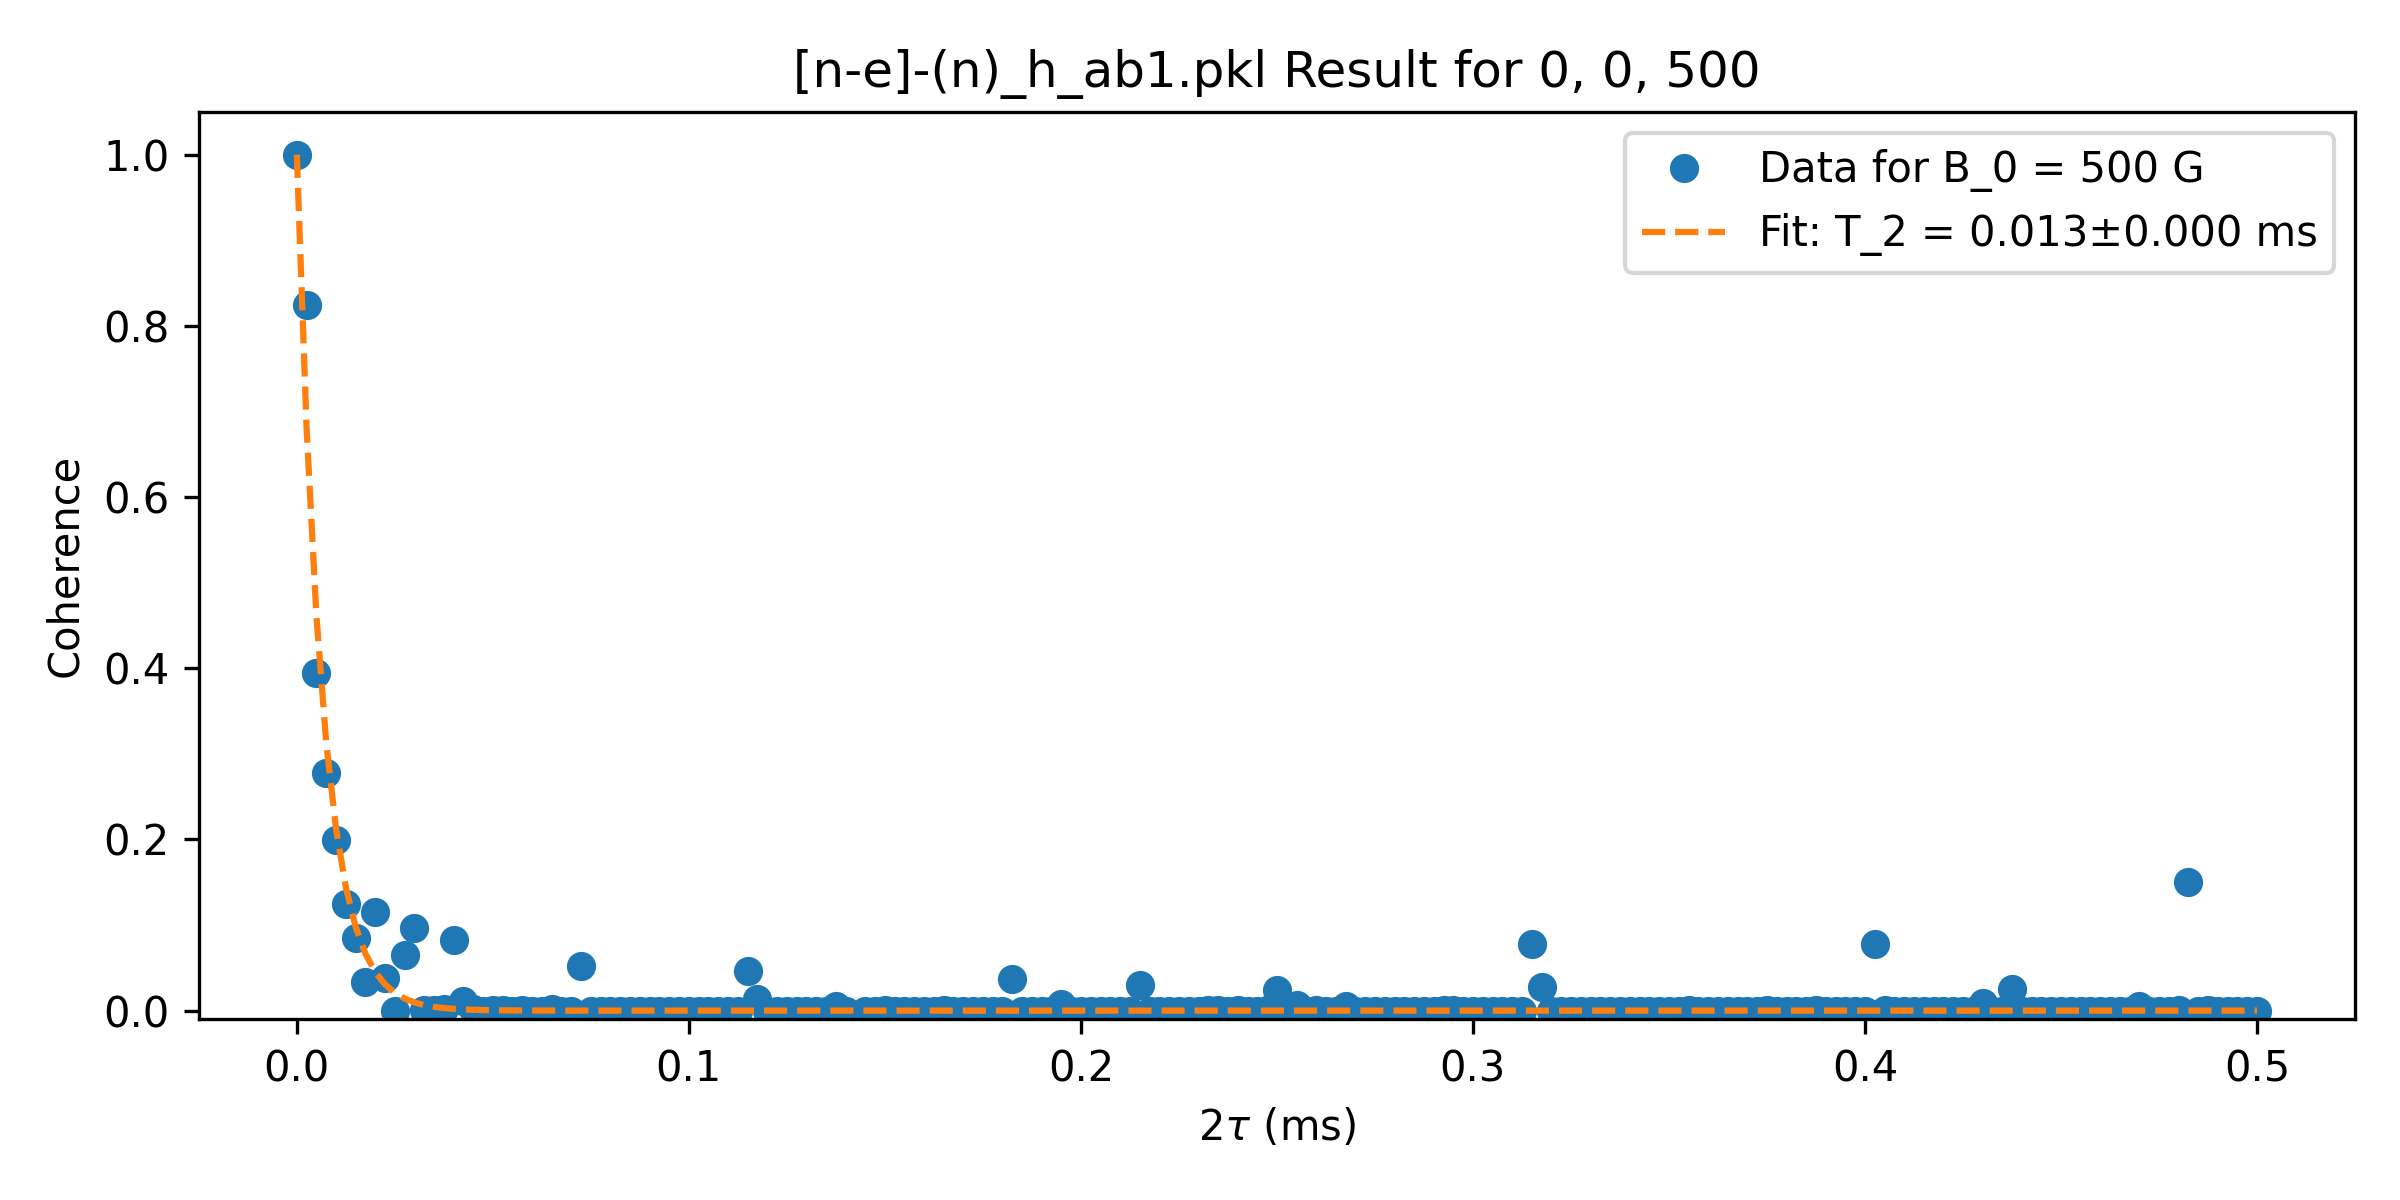 [n-e]-(n)_h_ab1.pkl Result for 0, 0, 500
Data for B_0 = 500 G
Fit: T_2 = 0.013±0.000 ms
Coherence
1.0
0.8
0.6
0.4
0.2
0.0
0.0 0.1 0.2 0.3 0.4 0.5
2τ (ms)